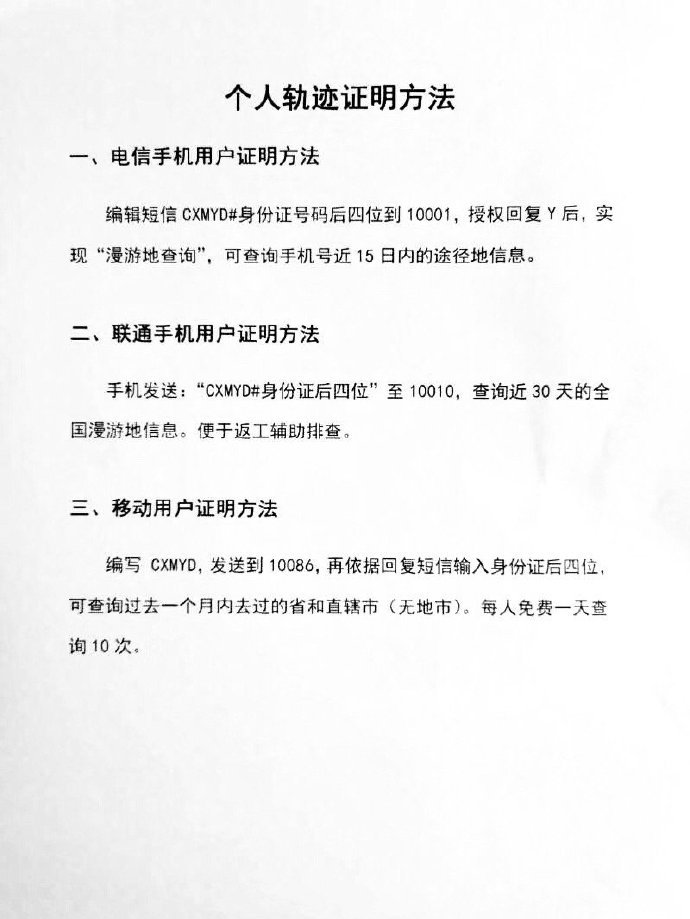 个人轨迹证明方法
一、电信手机用户证明方法
编辑短信 CXMYD#身份证号码后四位到 10001，授权回复 Y 后，实
现“漫游地查询”，可查询手机号近 15 日内的途径地信息。
二、联通手机用户证明方法
手机发送：“CXMYD#身份证后四位”至 10010，查询近 30 天的全
国漫游地信息。便于返工辅助排查。
三、移动用户证明方法
编写 CXMYD，发送到 10086，再依据回复短信输入身份证后四位，
可查询过去一个月内去过的省和直辖市（无地市）。每人免费一天查
询 10 次。